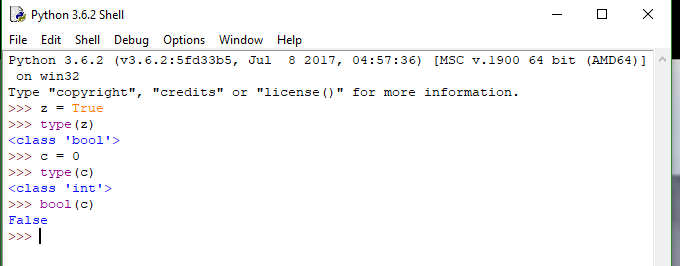 Python 3.6.2 Shell
File Edit Shell Debug Options Window Help
Python 3.6.2 (v3.6.2:5fd33b5, Jul  8 2017, 04:57:36) [MSC v.1900 64 bit (AMD64)]
 on win32
Type "copyright", "credits" or "license()" for more information.
>>> z = True
>>> type(z)
<class 'bool'>
>>> c = 0
>>> type(c)
<class 'int'>
>>> bool(c)
False
>>>